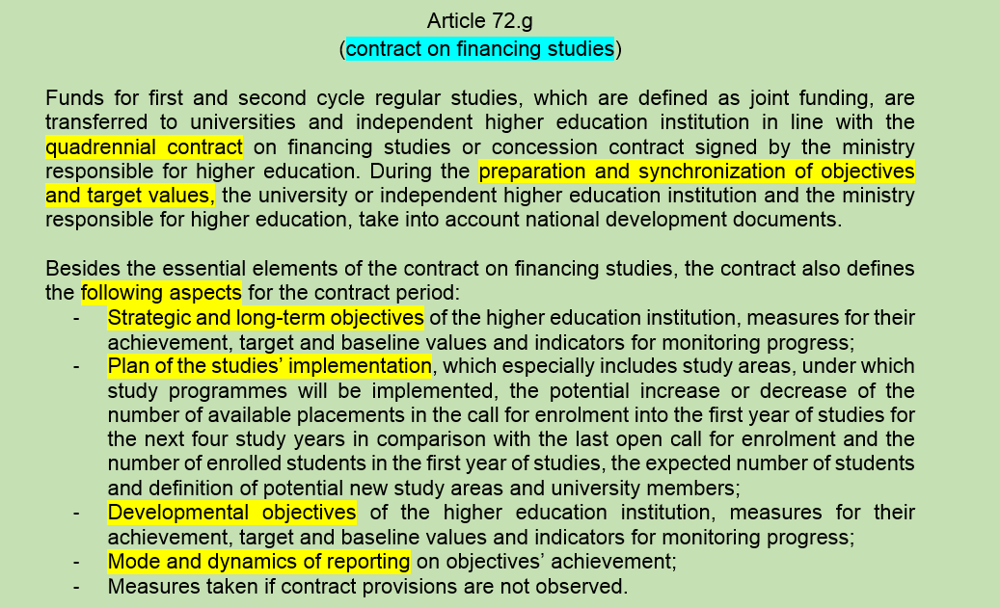 Article 72.g
(contract on financing studies)
Funds for first and second cycle regular studies, which are defined as joint funding, are
transferred to universities and independent higher education institution in line with the
quadrennial contract on financing studies or concession contract signed by the ministry
responsible for higher education. During the preparation and synchronization of objectives
and target values, the university or independent higher education institution and the ministry
responsible for higher education, take into account national development documents.
Besides the essential elements of the contract on financing studies, the contract also defines
the following aspects for the contract period:
- Strategic and long-term objectives of the higher education institution, measures for their
achievement, target and baseline values and indicators for monitoring progress;
- Plan of the studies’ implementation, which especially includes study areas, under which
study programmes will be implemented, the potential increase or decrease of the
number of available placements in the call for enrolment into the first year of studies for
the next four study years in comparison with the last open call for enrolment and the
number of enrolled students in the first year of studies, the expected number of students
and definition of potential new study areas and university members;
- Developmental objectives of the higher education institution, measures for their
achievement, target and baseline values and indicators for monitoring progress;
- Mode and dynamics of reporting on objectives’ achievement;
- Measures taken if contract provisions are not observed.